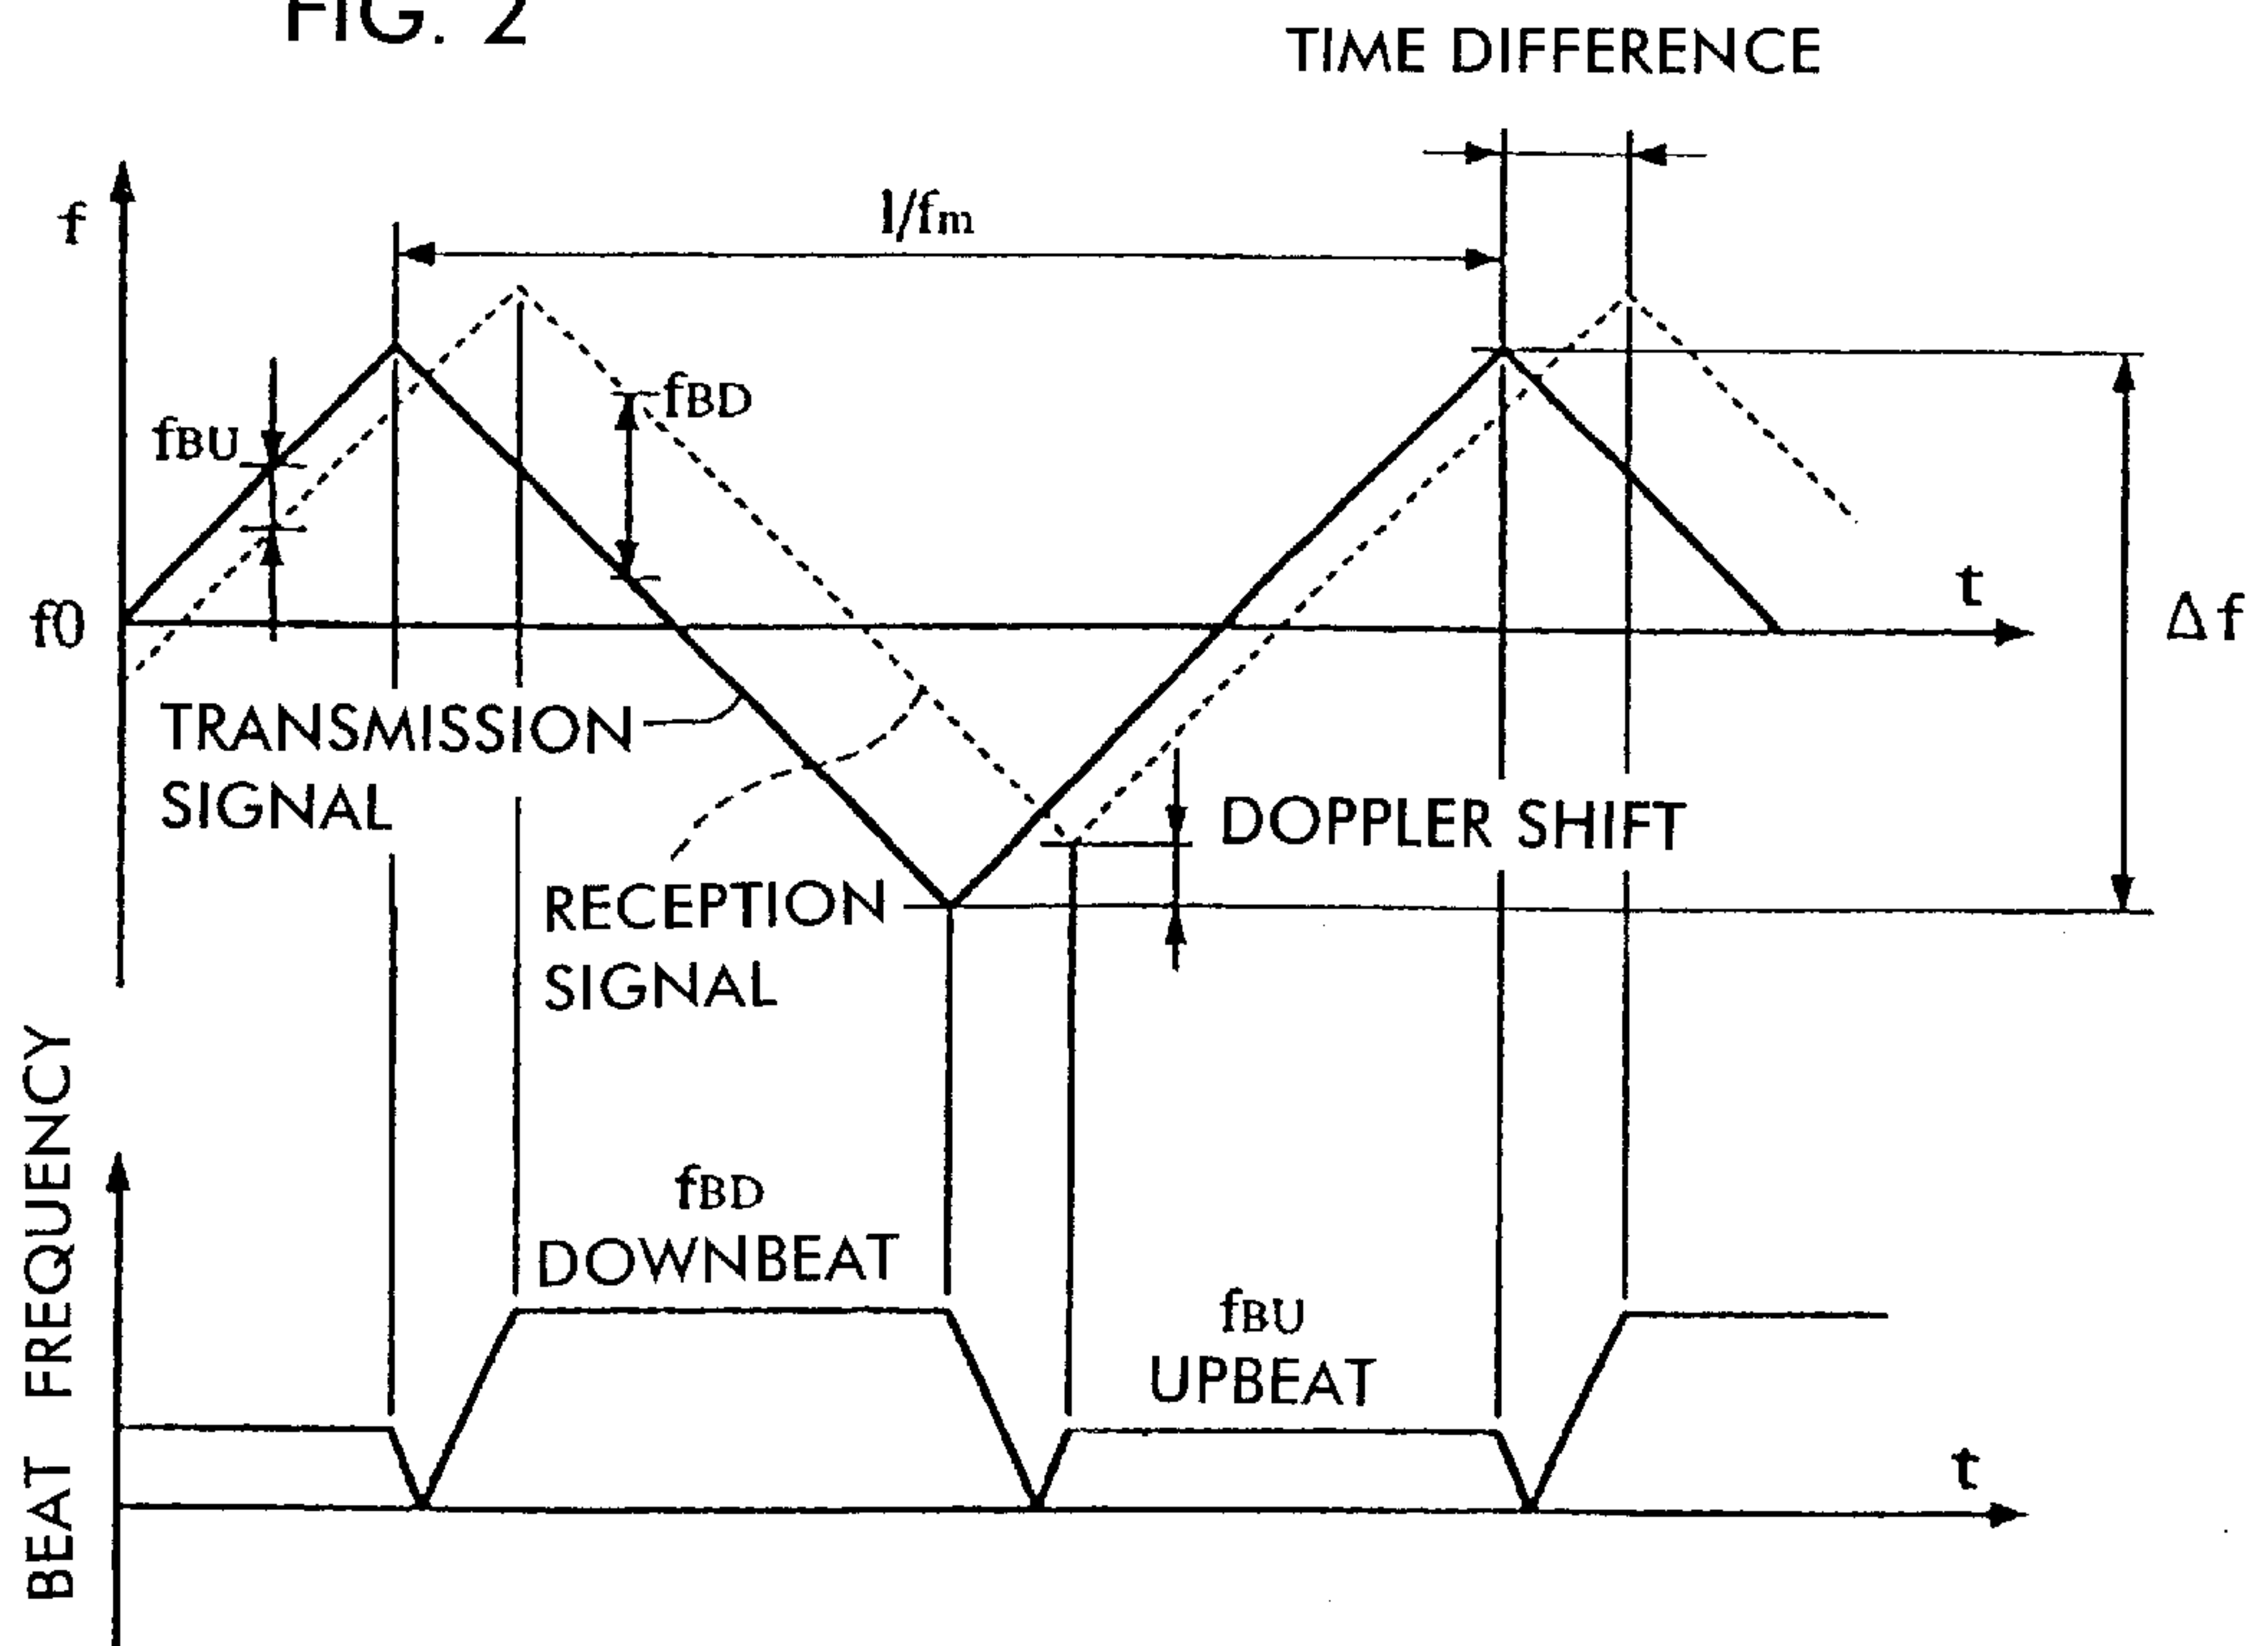 FIG. 2
TIME DIFFERENCE
f
1/fm
fBD
fBU
f0
t
Δf
TRANSMISSION
SIGNAL
DOPPLER SHIFT
RECEPTION
SIGNAL
BEAT FREQUENCY
fBD
DOWNBEAT
fBU
UPBEAT
t